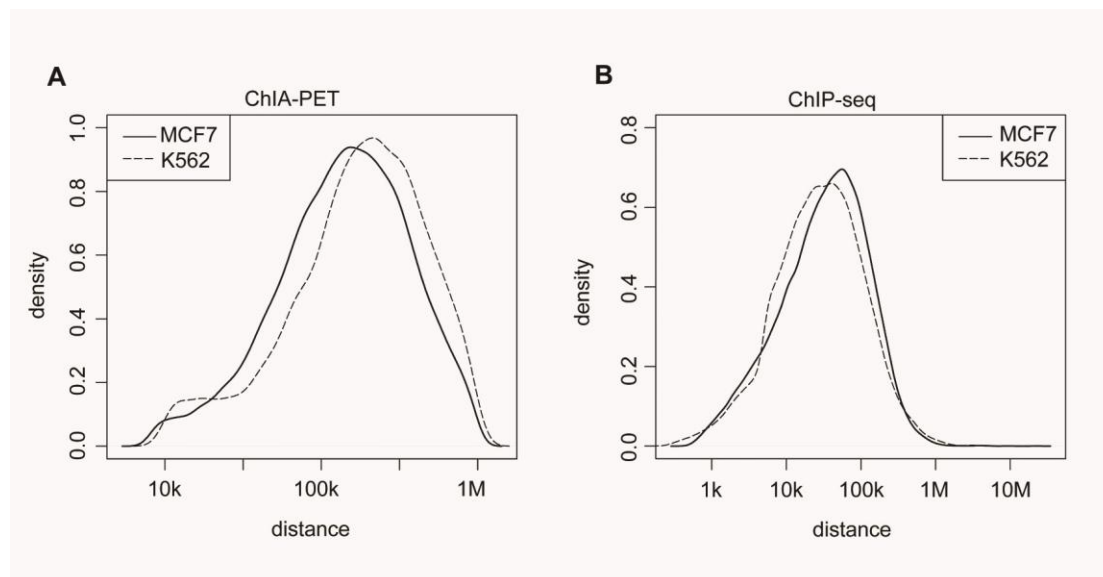 A
ChIA-PET
MCF7
K562
1.0
0.8
0.6
0.4
0.2
0.0
density
10k
100k
1M
distance
B
ChIP-seq
MCF7
K562
0.8
0.6
0.4
0.2
0.0
density
1k
10k
100k
1M
10M
distance